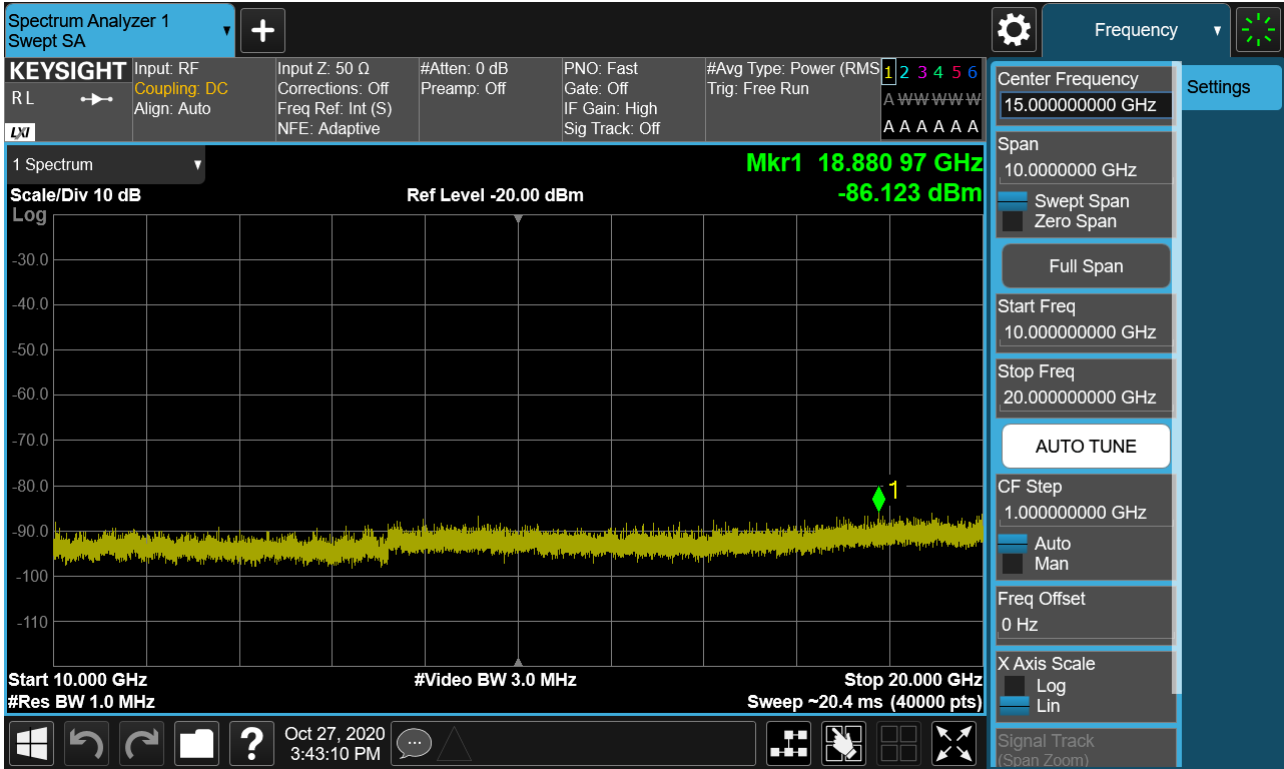 Spectrum Analyzer 1
Swept SA
+
Frequency
KEYSIGHT
R L
LXI
Input: RF
Coupling: DC
Align: Auto
Input Z: 50 Ω
Corrections: Off
Freq Ref: Int (S)
NFE: Adaptive
#Atten: 0 dB
Preamp: Off
PNO: Fast
Gate: Off
IF Gain: High
Sig Track: Off
#Avg Type: Power (RMS
Trig: Free Run
1 2 3 4 5 6
A W W W W W
A A A A A A
1 Spectrum
Mkr1 18.880 97 GHz
Scale/Div 10 dB
Ref Level -20.00 dBm
-86.123 dBm
Log
-30.0
-40.0
-50.0
-60.0
-70.0
-80.0
-90.0
-100
-110
1
Start 10.000 GHz
#Video BW 3.0 MHz
Stop 20.000 GHz
#Res BW 1.0 MHz
Sweep ~20.4 ms (40000 pts)
Center Frequency
15.000000000 GHz
Span
10.0000000 GHz
Swept Span
Zero Span
Full Span
Start Freq
10.000000000 GHz
Stop Freq
20.000000000 GHz
AUTO TUNE
CF Step
1.000000000 GHz
Auto
Man
Freq Offset
0 Hz
X Axis Scale
Log
Lin
Signal Track
(Span Zoom)
Settings
?
Oct 27, 2020
3:43:10 PM